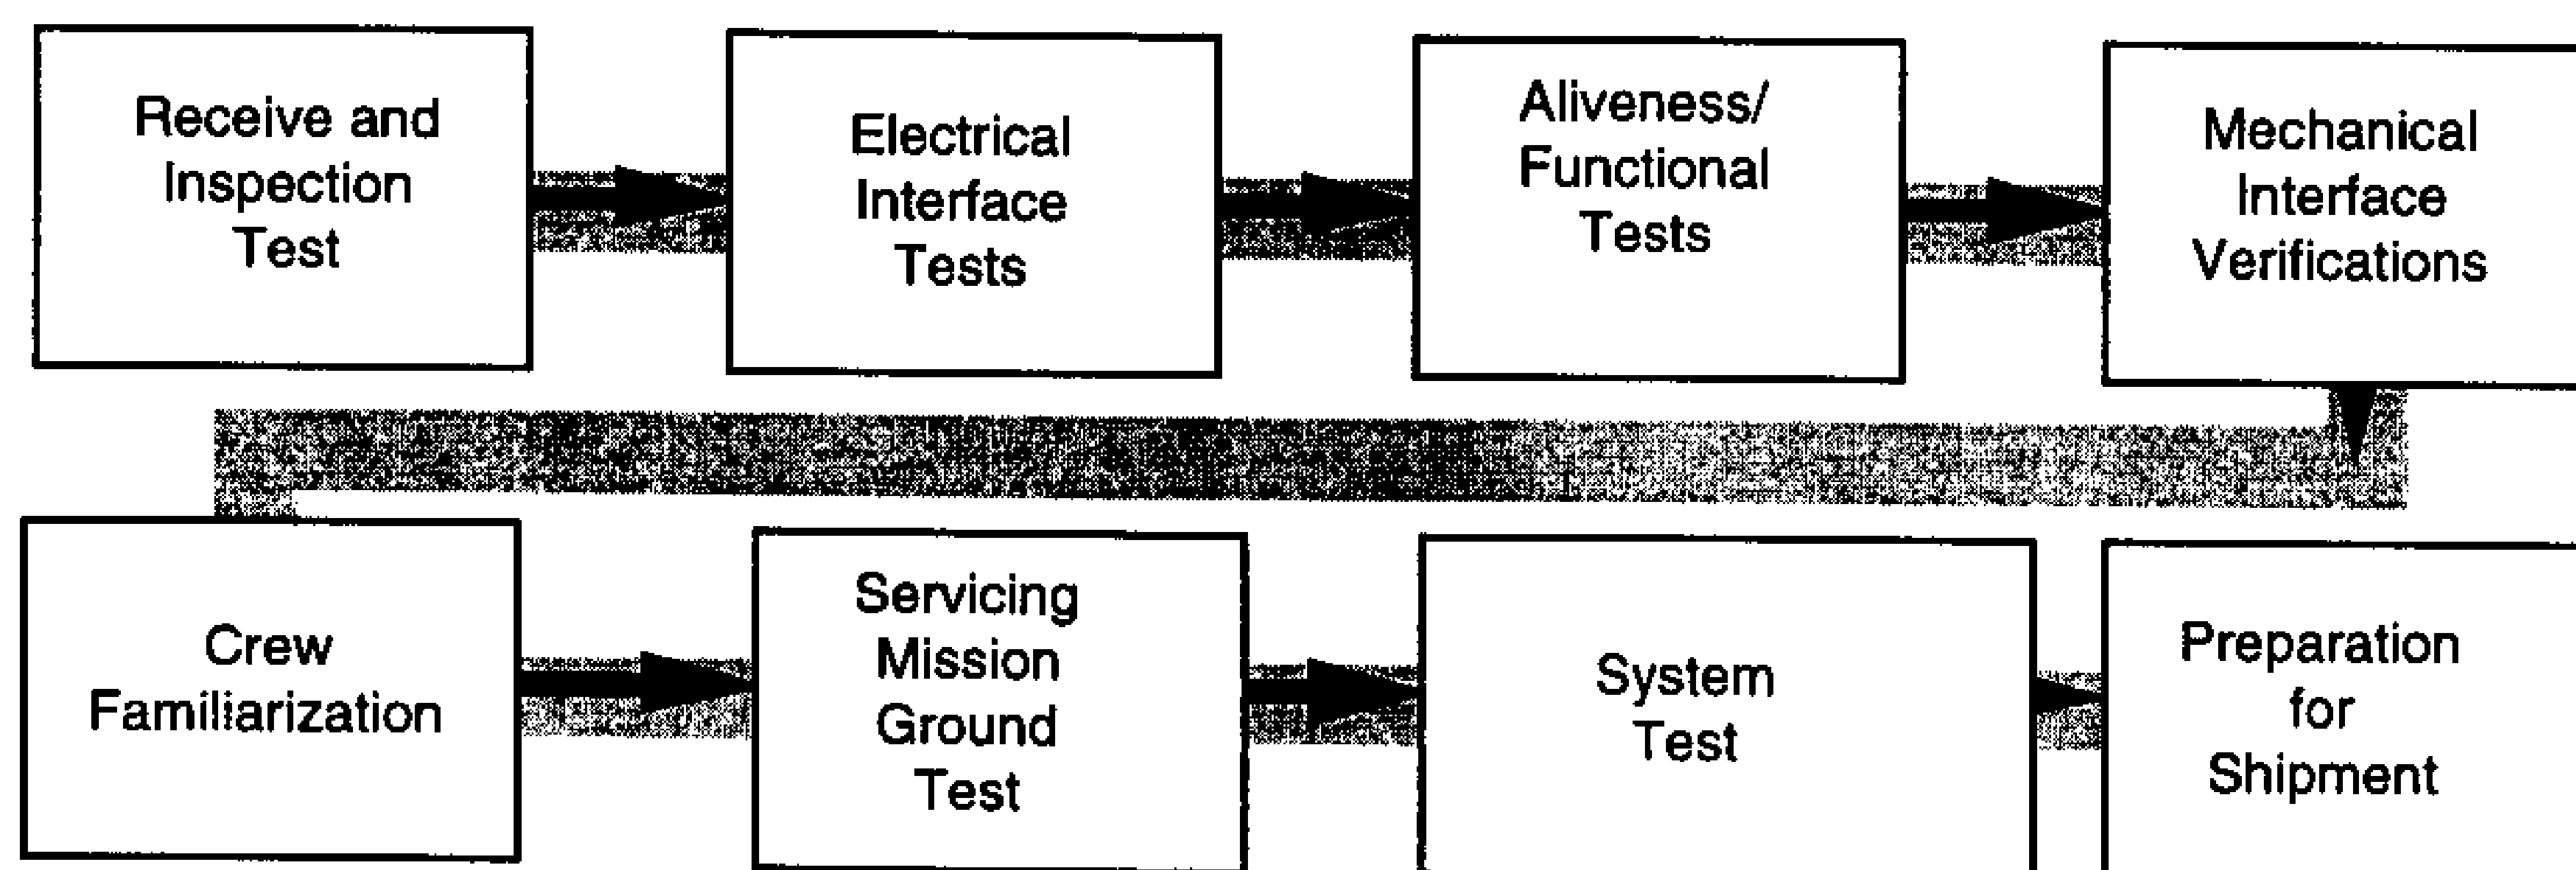 Receive and
Inspection
Test
Electrical
Interface
Tests
Aliveness/
Functional
Tests
Mechanical
Interface
Verifications
Crew
Familiarization
Servicing
Mission
Ground
Test
System
Test
Preparation
for
Shipment